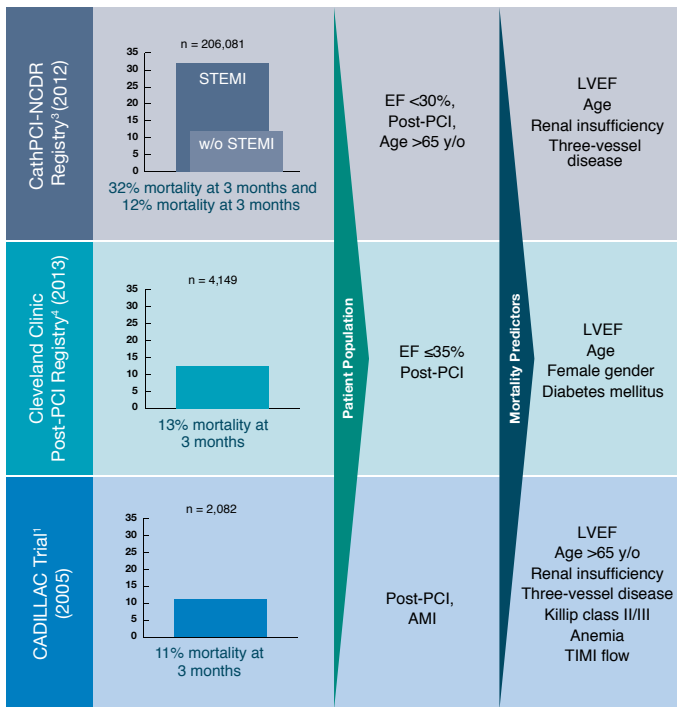 CathPCI-NCDR
Registry³ (2012)
n = 206,081
35
30
25
20
15
10
5
0
STEMI
w/o STEMI
32% mortality at 3 months and
12% mortality at 3 months
EF <30%,
Post-PCI,
Age >65 y/o
LVEF
Age
Renal insufficiency
Three-vessel
disease
Cleveland Clinic
Post-PCI Registry⁴ (2013)
n = 4,149
35
30
25
20
15
10
5
0
13% mortality at
3 months
Patient Population
EF ≤35%
Post-PCI
Mortality Predictors
LVEF
Age
Female gender
Diabetes mellitus
CADILLAC Trial¹
(2005)
n = 2,082
35
30
25
20
15
10
5
0
11% mortality at
3 months
Post-PCI,
AMI
LVEF
Age >65 y/o
Renal insufficiency
Three-vessel disease
Killip class II/III
Anemia
TIMI flow